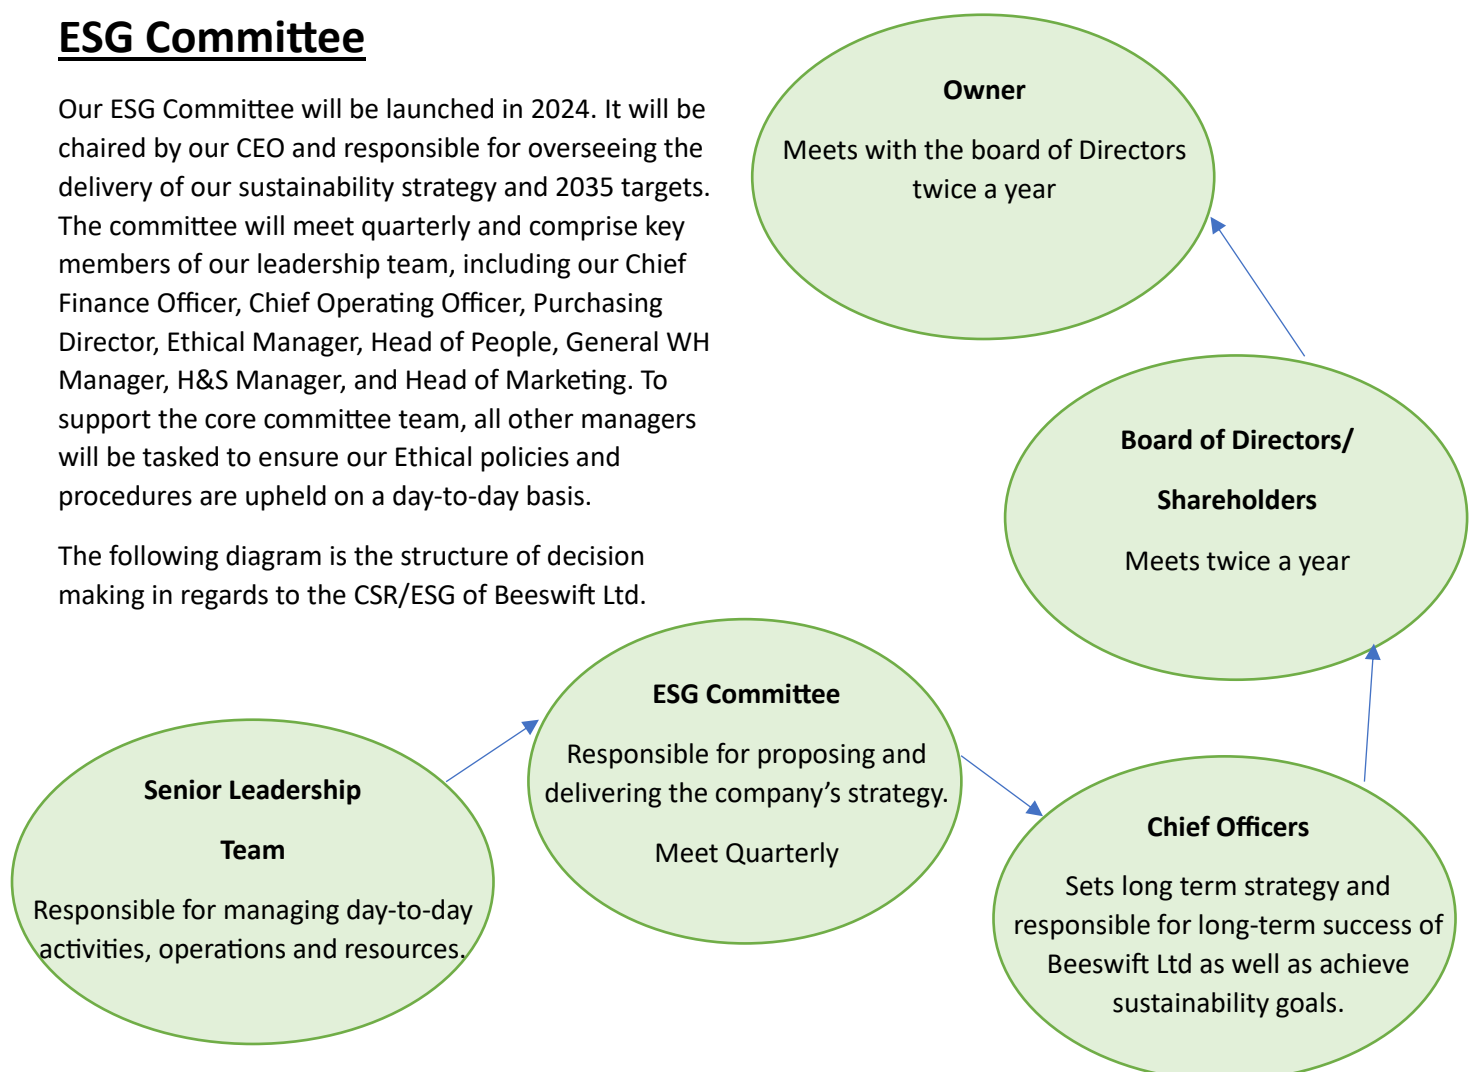 ESG Committee
Our ESG Committee will be launched in 2024. It will be
chaired by our CEO and responsible for overseeing the
delivery of our sustainability strategy and 2035 targets.
The committee will meet quarterly and comprise key
members of our leadership team, including our Chief
Finance Officer, Chief Operating Officer, Purchasing
Director, Ethical Manager, Head of People, General WH
Manager, H&S Manager, and Head of Marketing. To
support the core committee team, all other managers
will be tasked to ensure our Ethical policies and
procedures are upheld on a day-to-day basis.
The following diagram is the structure of decision
making in regards to the CSR/ESG of Beeswift Ltd.
Owner
Meets with the board of Directors
twice a year
Board of Directors/
Shareholders
Meets twice a year
ESG Committee
Responsible for proposing and
delivering the company’s strategy.
Meet Quarterly
Senior Leadership
Team
Responsible for managing day-to-day
activities, operations and resources.
Chief Officers
Sets long term strategy and
responsible for long-term success of
Beeswift Ltd as well as achieve
sustainability goals.